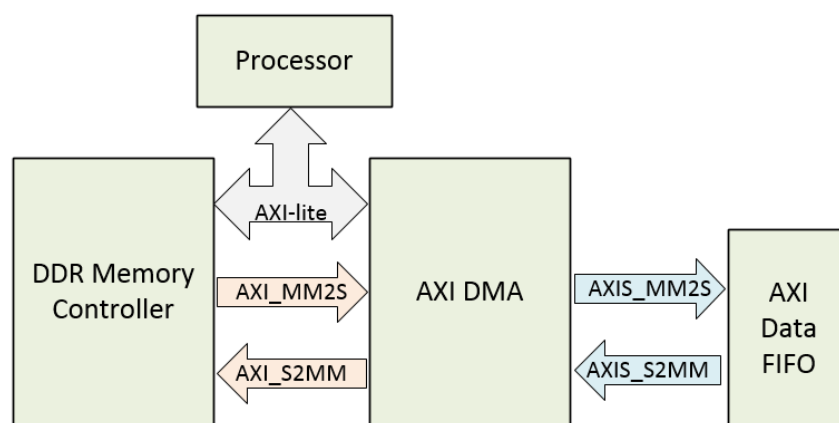 Processor
AXI-lite
DDR Memory
Controller
AXI_MM2S
AXI_S2MM
AXI DMA
AXIS_MM2S
AXIS_S2MM
AXI
Data
FIFO